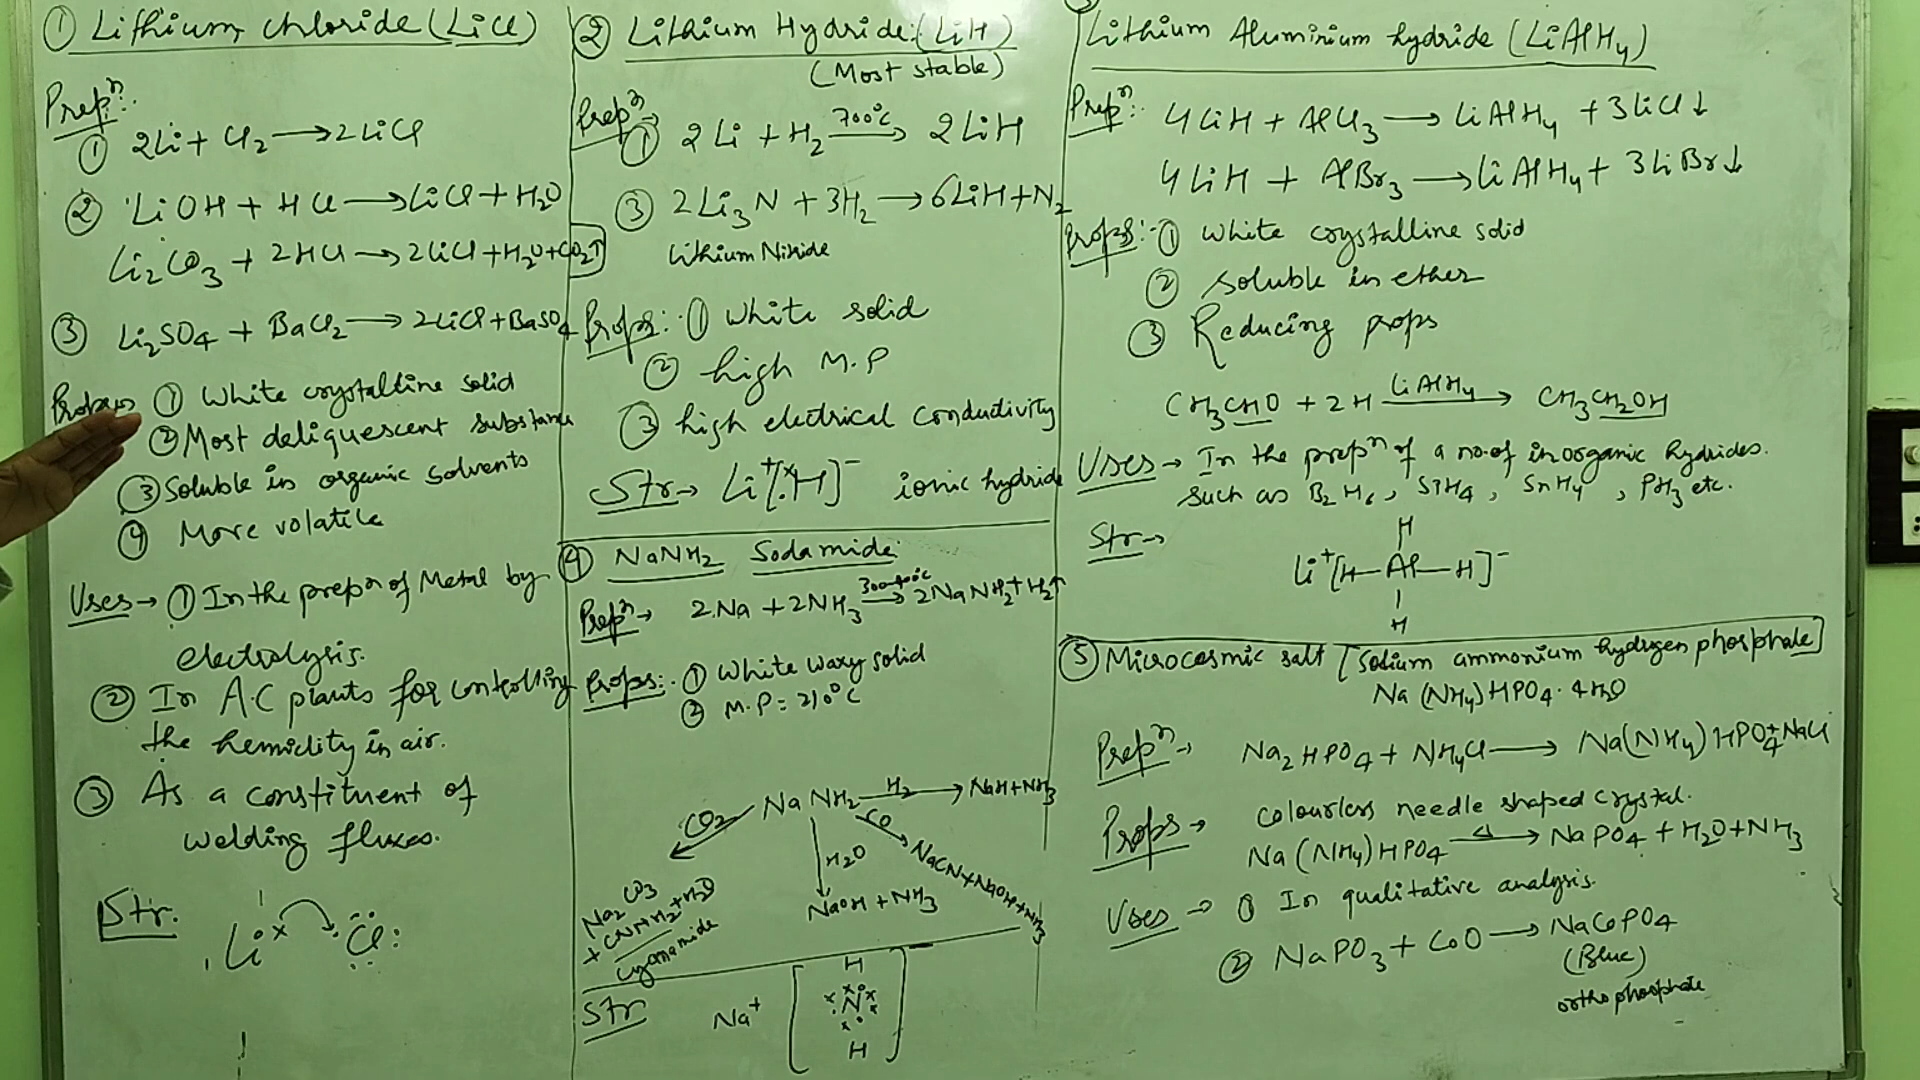 ① Lithium chloride (LiCl)
Prepⁿ:
① 2Li + Cl₂ → 2LiCl
② LiOH + HCl → LiCl + H₂O
Li₂CO₃ + 2HCl → 2LiCl + H₂O + CO₂↑
③ Li₂SO₄ + BaCl₂ → 2LiCl + BaSO₄
① White crystalline solid
② Most deliquescent substance
③ Soluble in organic solvents
④ More volatile
Uses → ① In the prepⁿ of Metal by
electrolysis.
② In A.C plants for controlling
the hemidity in air.
③ As a constituent of
welding fluxes.
Str.
Li× Cl:
② Lithium Hydride: (LiH)
(Most stable)
Prepⁿ →
① 2Li + H₂ 700°C → 2LiH
③ 2Li₃N + 3H₂ → 6LiH + N₂
Lithium Nitride
Props: ① White solid
② high M.P
③ high electrical conductivity
Str → Li⁺[×.H]⁻ ionic hydride
④ NaNH₂ Sodamide
Prepⁿ → 2Na + 2NH₃ 300-400°C → 2NaNH₂ + H₂↑
Props: ① White waxy solid
② M.P = 210°C
NaNH₂ H₂ → NaH + NH₃
CO₂
CO
H₂O
NaCN + NaOH + NH₃
NaOH + NH₃
Na₂CO₃
+ CNNH₂ + H₂O
cyanamide
Str
Na⁺
H
N
H
Lithium Aluminium hydride (LiAlH₄)
Prepⁿ: 4LiH + AlCl₃ → LiAlH₄ + 3LiCl↓
4LiH + AlBr₃ → LiAlH₄ + 3LiBr↓
Props: ① White crystalline solid
② soluble in ether
③ Reducing props
CH₃CHO + 2H LiAlH₄ → CH₃CH₂OH
Uses → In the prepⁿ of a no. of inorganic hydrides.
such as B₂H₆, SiH₄, SnH₄, PH₃ etc.
Str →
H
Li⁺[H–Al–H]⁻
H
⑤ Microcosmic salt [Sodium ammonium hydrogen phosphate]
Na(NH₄)HPO₄.4H₂O
Prepⁿ → Na₂HPO₄ + NH₄Cl → Na(NH₄)HPO₄ + NaCl
Props → Colourless needle shaped crystal.
Na(NH₄)HPO₄ Δ → NaPO₄ + H₂O + NH₃
Uses → ① In qualitative analysis.
② NaPO₃ + CoO → NaCoPO₄
(Blue)
orthophosphate